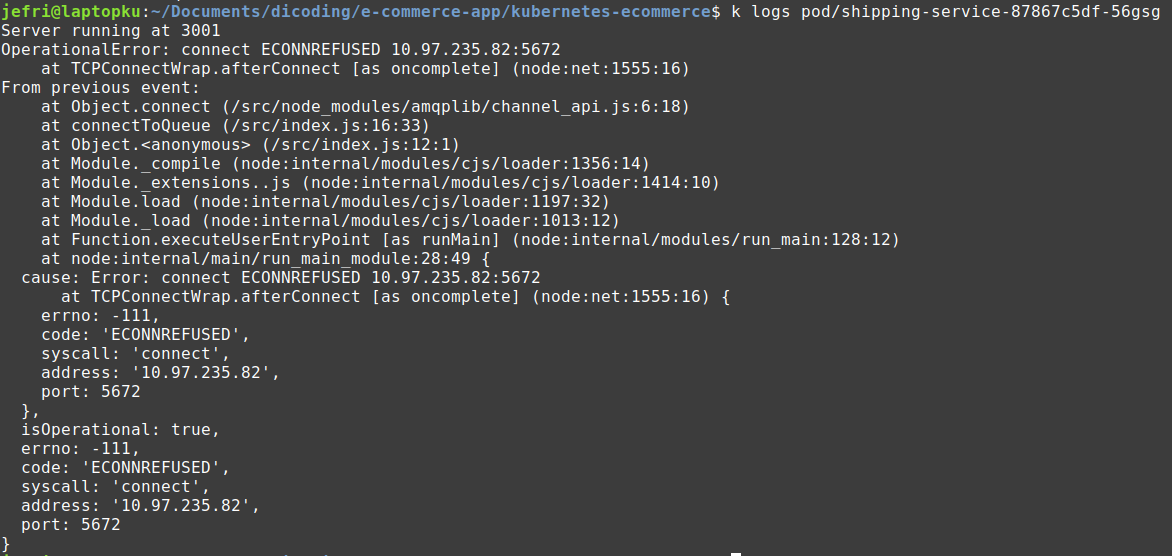 jefri@laptopku:~/Documents/dicoding/e-commerce-app/kubernetes-ecommerce$ k logs pod/shipping-service-87867c5df-56gsg
Server running at 3001
OperationalError: connect ECONNREFUSED 10.97.235.82:5672
    at TCPConnectWrap.afterConnect [as oncomplete] (node:net:1555:16)
From previous event:
    at Object.connect (/src/node_modules/amqplib/channel_api.js:6:18)
    at connectToQueue (/src/index.js:16:33)
    at Object.<anonymous> (/src/index.js:12:1)
    at Module._compile (node:internal/modules/cjs/loader:1356:14)
    at Module._extensions..js (node:internal/modules/cjs/loader:1414:10)
    at Module.load (node:internal/modules/cjs/loader:1197:32)
    at Module._load (node:internal/modules/cjs/loader:1013:12)
    at Function.executeUserEntryPoint [as runMain] (node:internal/modules/run_main:128:12)
    at node:internal/main/run_main_module:28:49 {
  cause: Error: connect ECONNREFUSED 10.97.235.82:5672
      at TCPConnectWrap.afterConnect [as oncomplete] (node:net:1555:16) {
    errno: -111,
    code: 'ECONNREFUSED',
    syscall: 'connect',
    address: '10.97.235.82',
    port: 5672
  },
  isOperational: true,
  errno: -111,
  code: 'ECONNREFUSED',
  syscall: 'connect',
  address: '10.97.235.82',
  port: 5672
}